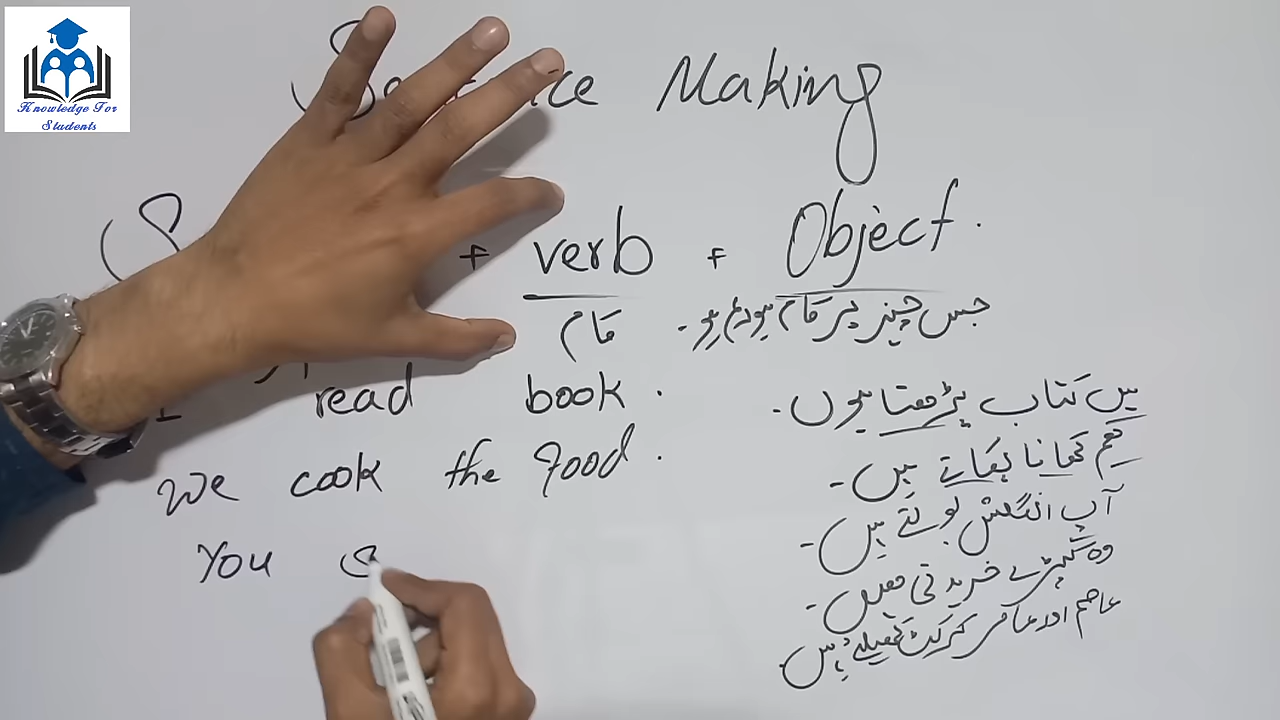 Knowledge For
Students
Making
+ verb + Object.
کام جس چیز پر کام ہو رہا ہو۔
I read book.
میں کتاب پڑھتا ہوں۔
We cook the food.
ہم کھانا پکاتے ہیں۔
آپ انگلش بولتے ہیں۔
You S
وہ کپڑے خریدتی ہیں۔
عاصم اور عامر کرکٹ کھیلتے ہیں۔